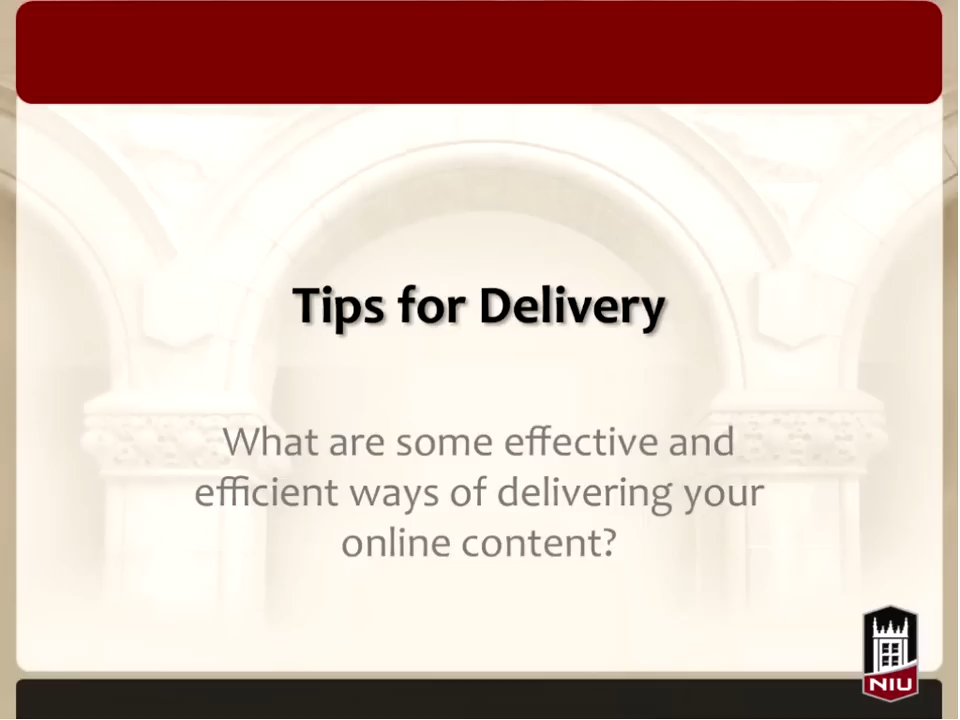 Tips for Delivery
What are some effective and
efficient ways of delivering your
online content?
NIU